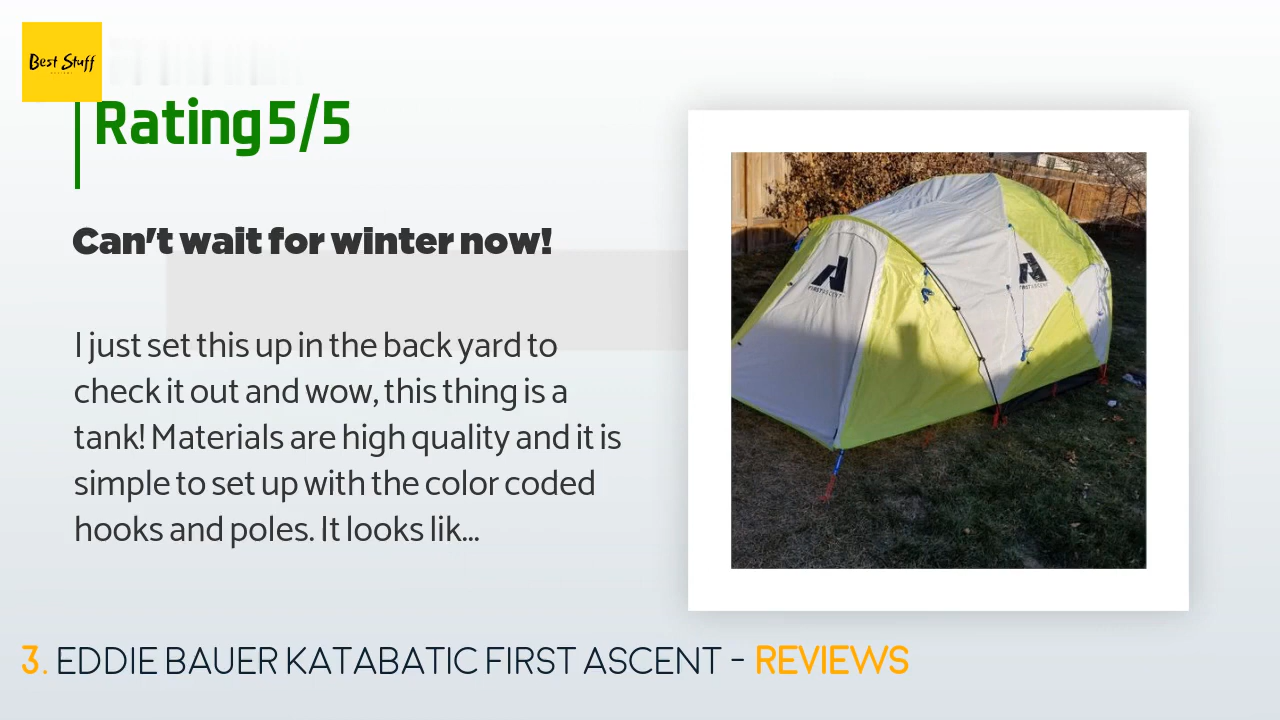 Best Stuff
Rating 5/5
Can't wait for winter now!
I just set this up in the back yard to
check it out and wow, this thing is a
tank! Materials are high quality and it is
simple to set up with the color coded
hooks and poles. It looks lik...
FIRST ASCENT
FIRST ASCENT
3. EDDIE BAUER KATABATIC FIRST ASCENT - REVIEWS